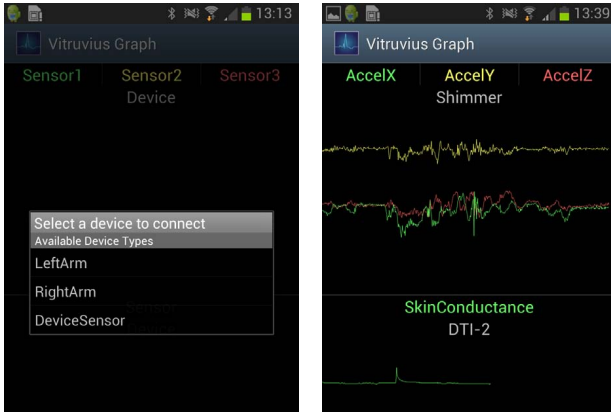 13:13
Vitruvius Graph
Sensor1 Sensor2 Sensor3
Device
Select a device to connect
Available Device Types
LeftArm
RightArm
Sensor
DeviceSensor
13:39
Vitruvius Graph
AccelX AccelY AccelZ
Shimmer
SkinConductance
DTI-2